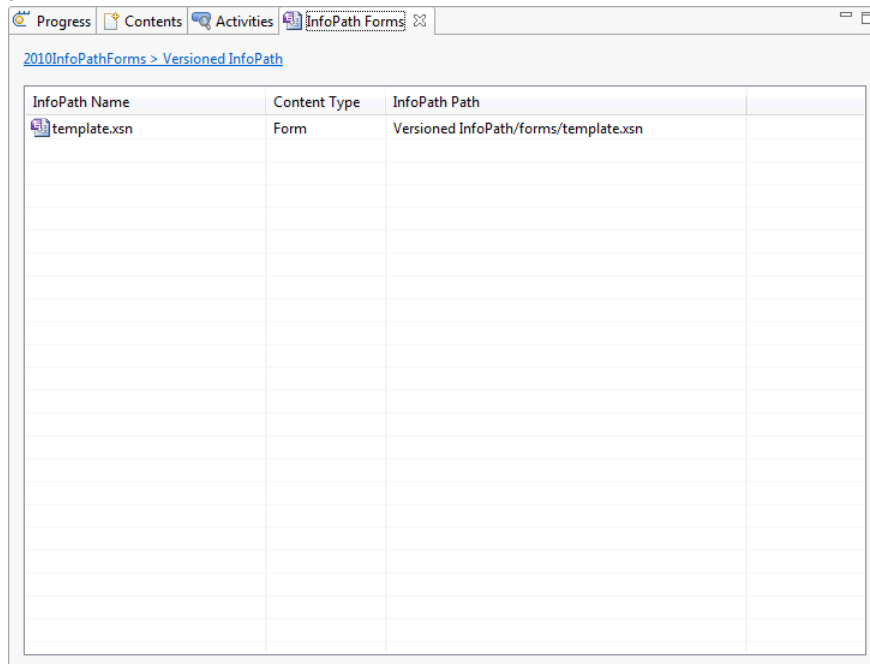 Progress Contents Activities InfoPath Forms
2010InfoPathForms > Versioned InfoPath
InfoPath Name Content Type InfoPath Path
template.xsn Form Versioned InfoPath/forms/template.xsn